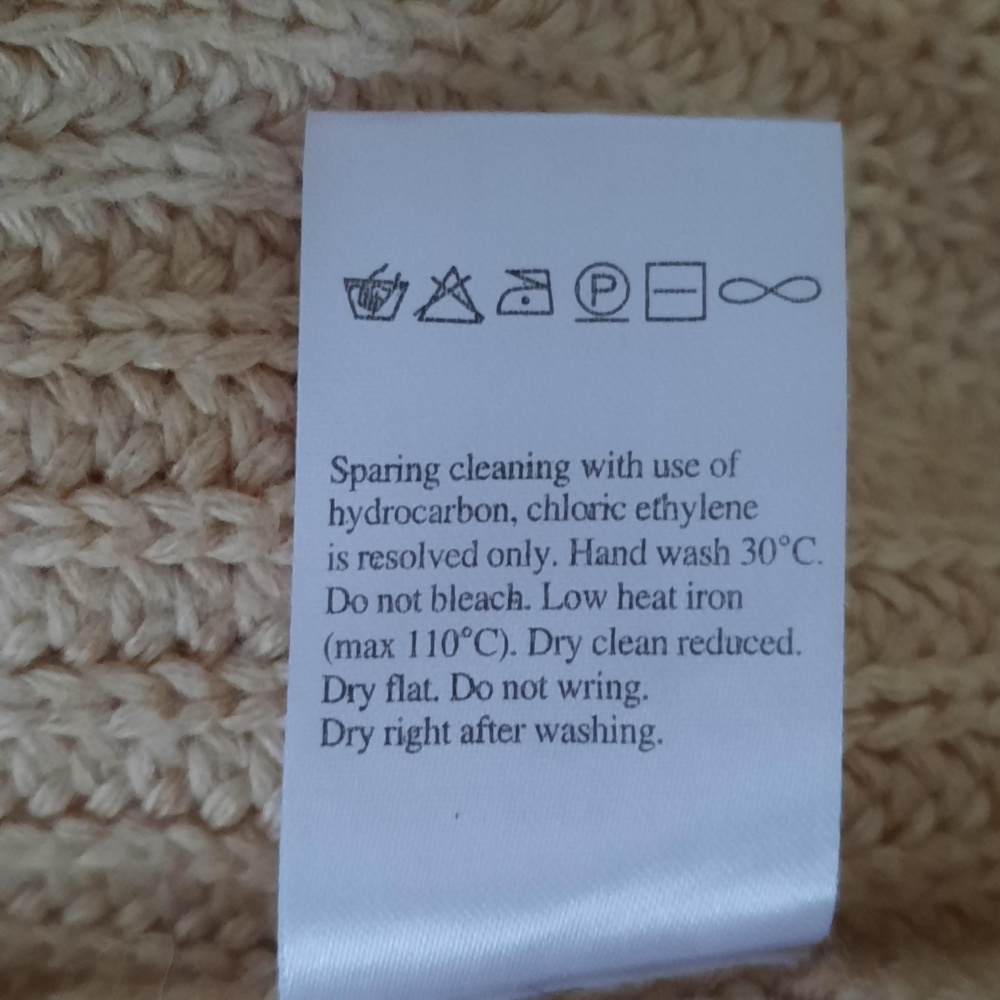 P
Sparing cleaning with use of
hydrocarbon, chloric ethylene
is resolved only. Hand wash 30°C.
Do not bleach. Low heat iron
(max 110°C). Dry clean reduced.
Dry flat. Do not wring.
Dry right after washing.